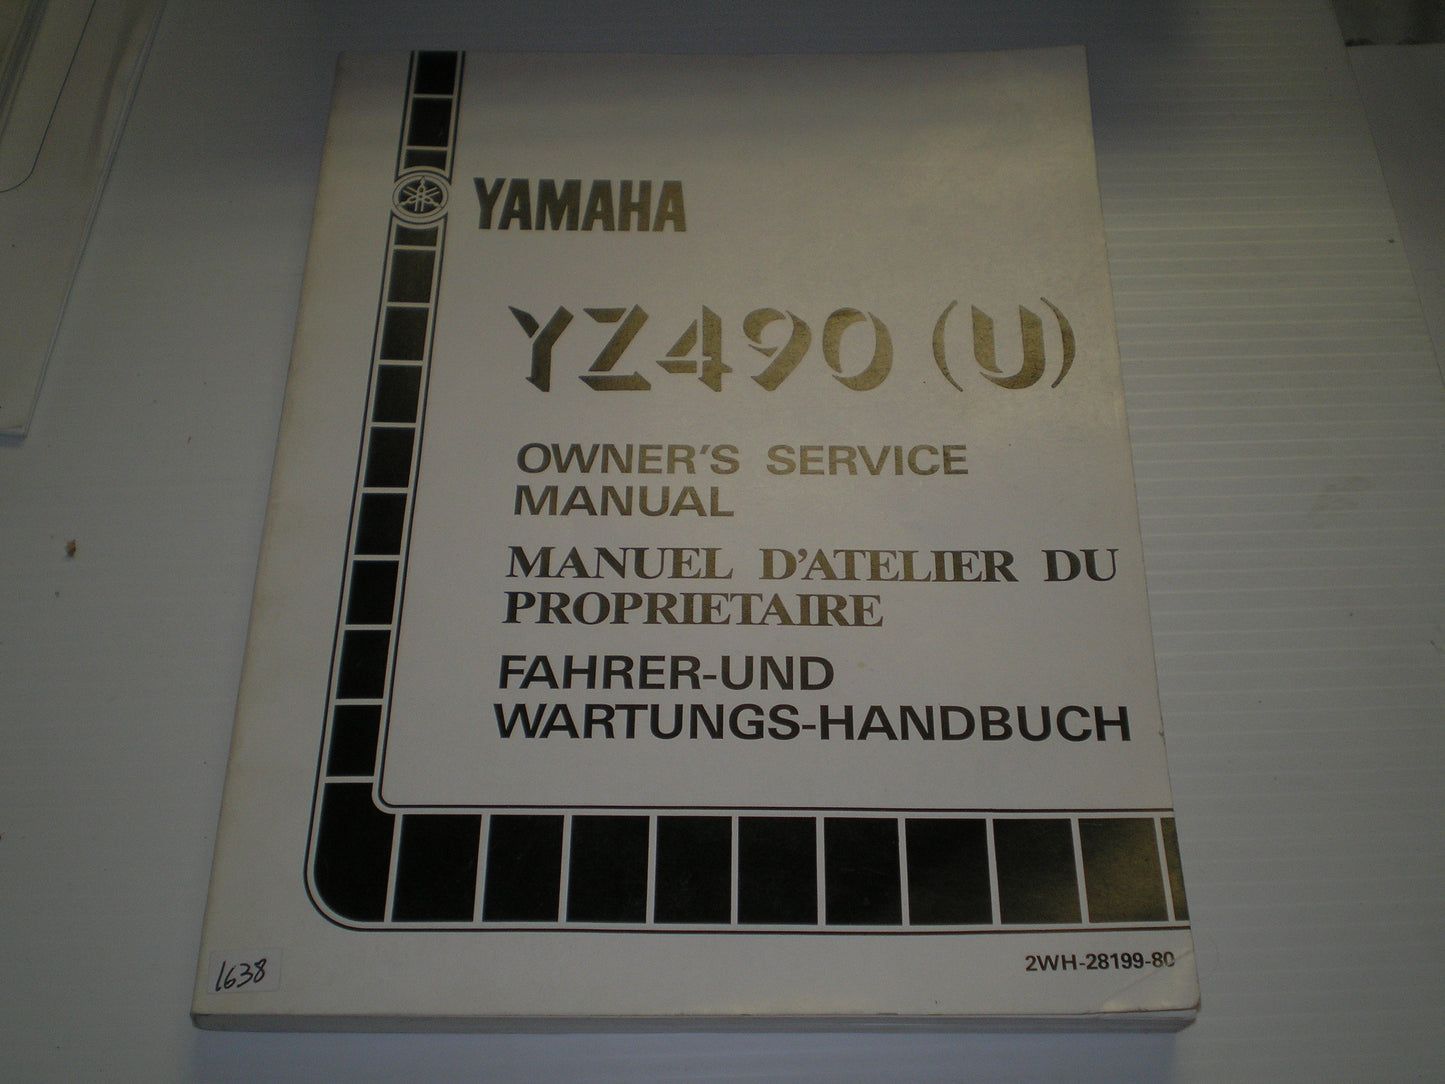 YAMAHA
YZ490 (U)
OWNER'S SERVICE
MANUAL
MANUEL D'ATELIER DU
PROPRIETAIRE
FAHRER-UND
WARTUNGS-HANDBUCH
2WH-28199-80
1638